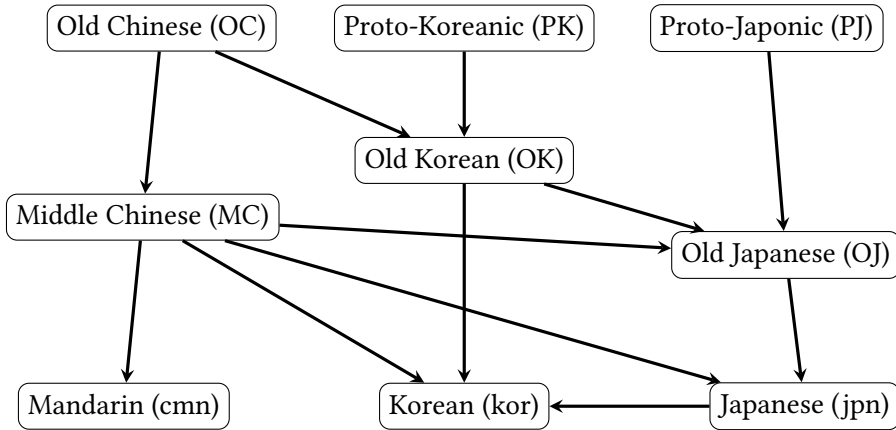 Old Chinese (OC)
Proto-Koreanic (PK)
Proto-Japonic (PJ)
Old Korean (OK)
Middle Chinese (MC)
Old Japanese (OJ)
Mandarin (cmn)
Korean (kor)
Japanese (jpn)